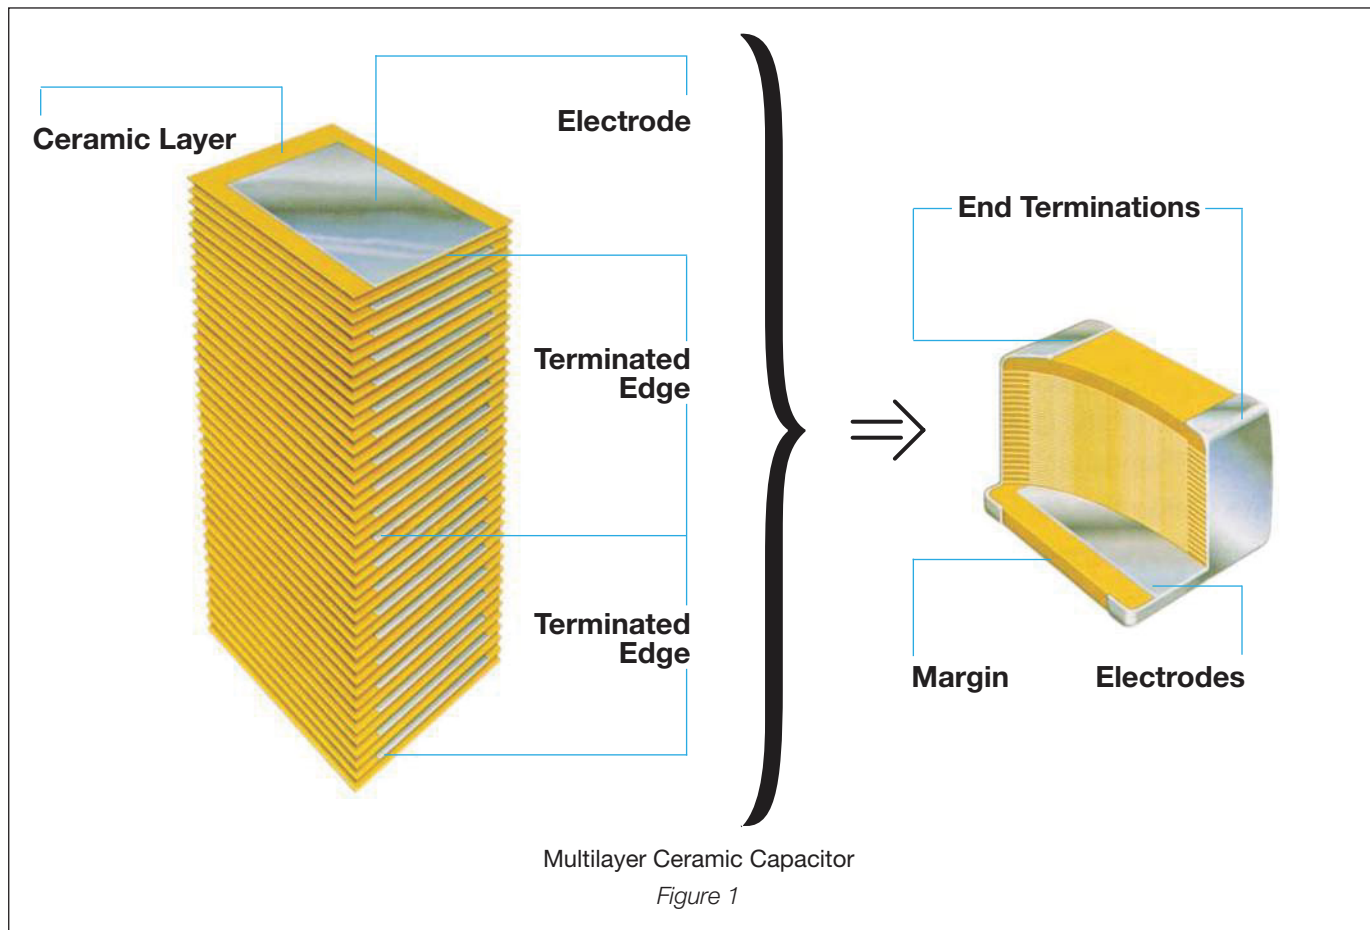 Ceramic Layer
Electrode
Terminated
Edge
Terminated
Edge
End Terminations
Margin
Electrodes
Multilayer Ceramic Capacitor
Figure 1